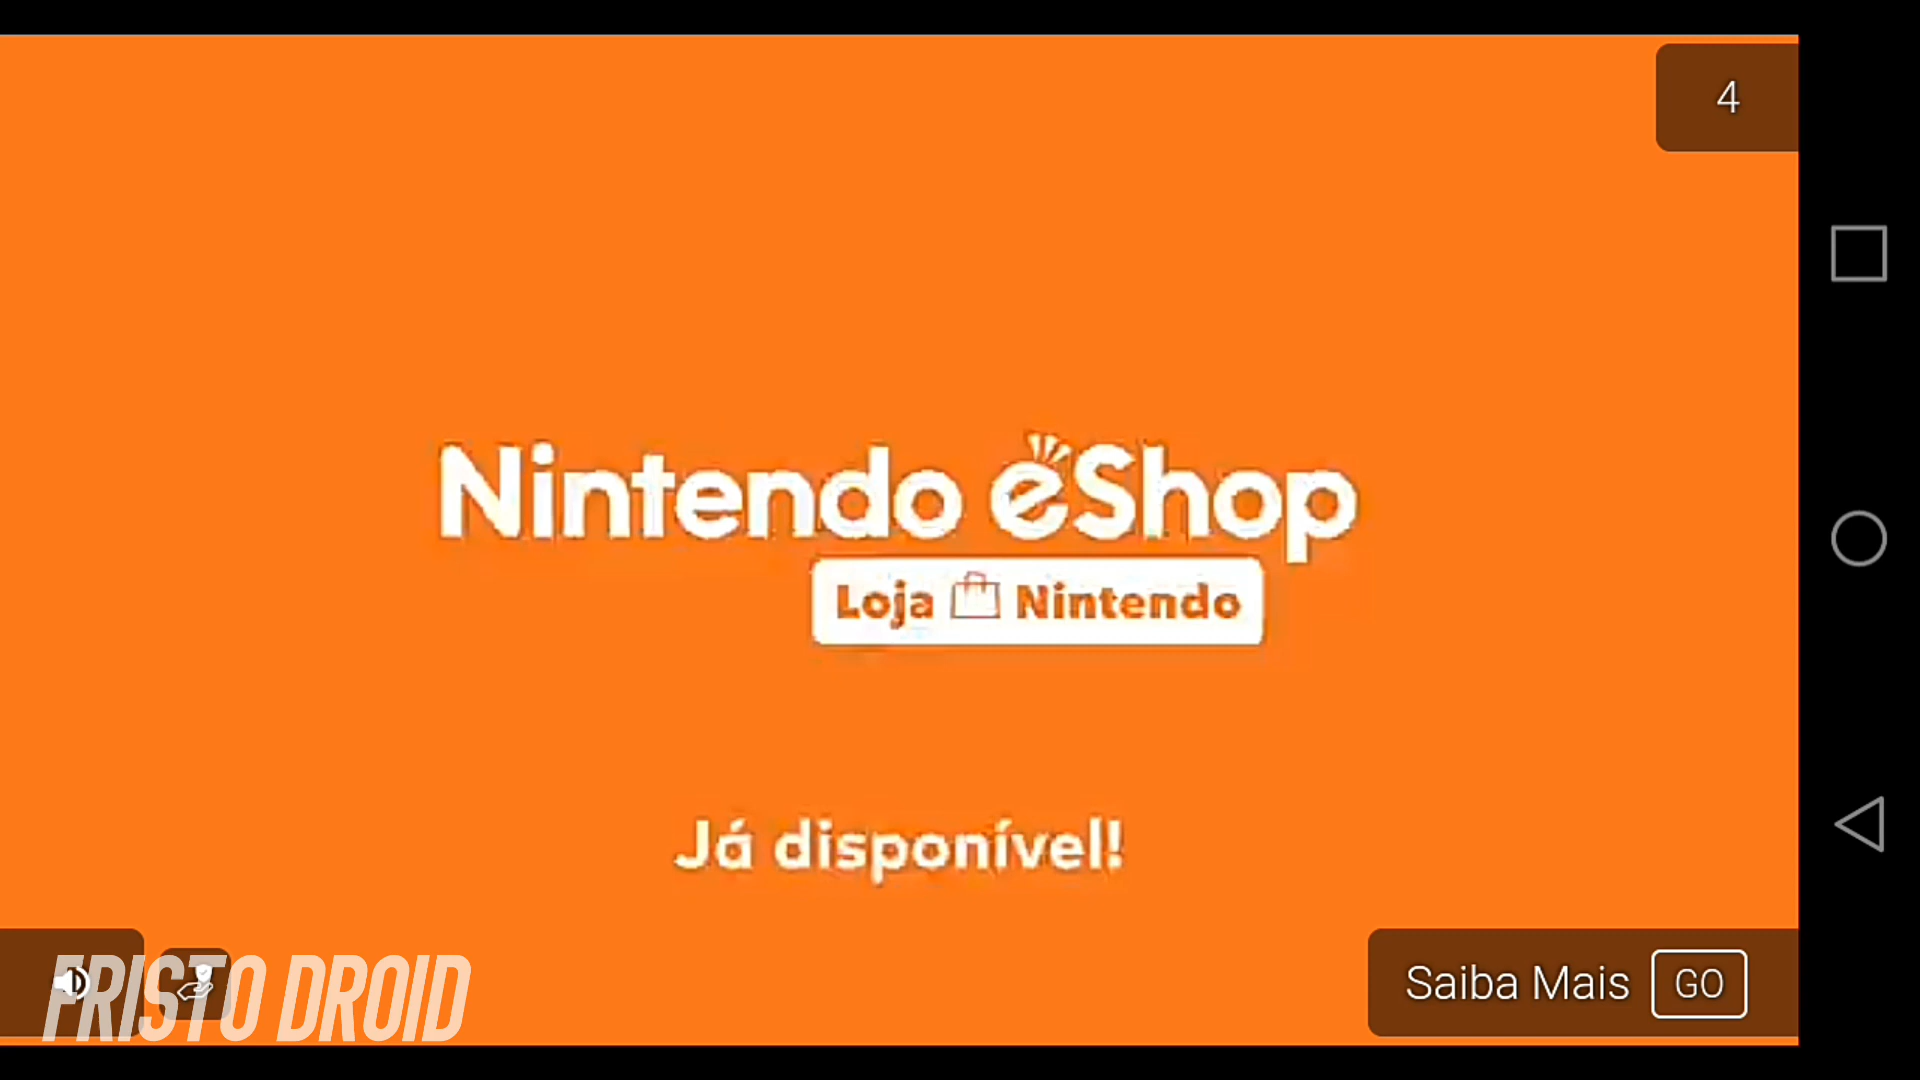 4
Nintendo eShop
Loja Nintendo
Já disponível!
FRISTO DROID
Saiba Mais GO